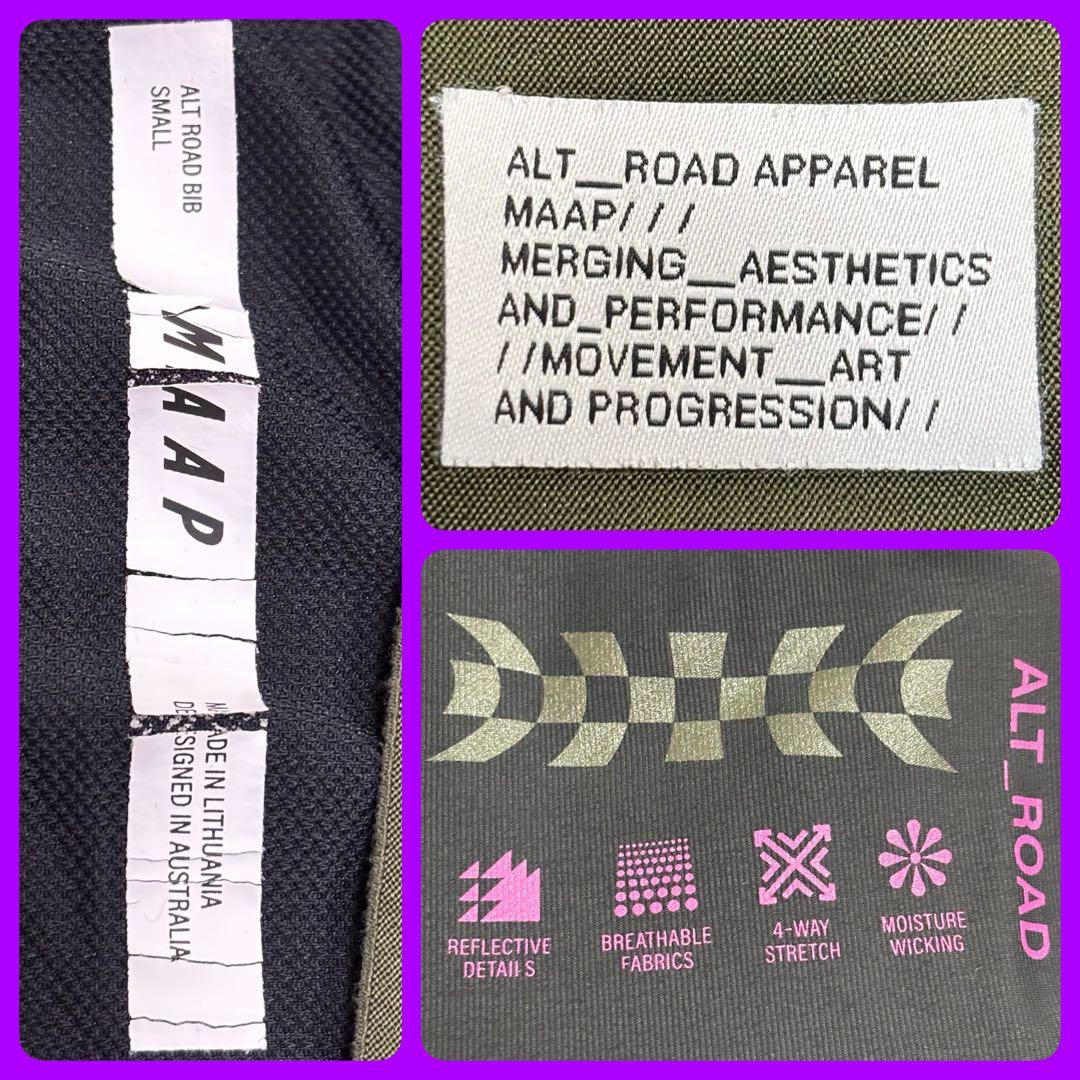 ALT ROAD BIB
SMALL
MAAP
MADE IN LITHUANIA
DESIGNED IN AUSTRALIA
ALT__ROAD APPAREL
MAAP///
MERGING__AESTHETICS
AND_PERFORMANCE//
//MOVEMENT__ART
AND PROGRESSION//
ALT_ROAD
REFLECTIVE
DETAILS
BREATHABLE
FABRICS
4-WAY
STRETCH
MOISTURE
WICKING